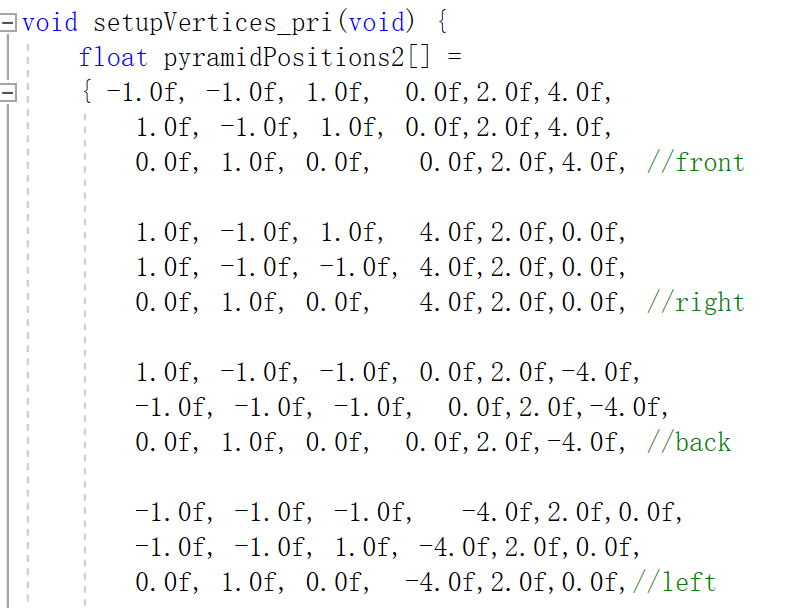 void setupVertices_pri(void) {
float pyramidPositions2[] =
{ -1.0f, -1.0f, 1.0f, 0.0f,2.0f,4.0f,
1.0f, -1.0f, 1.0f, 0.0f,2.0f,4.0f,
0.0f, 1.0f, 0.0f, 0.0f,2.0f,4.0f, //front
1.0f, -1.0f, 1.0f, 4.0f,2.0f,0.0f,
1.0f, -1.0f, -1.0f, 4.0f,2.0f,0.0f,
0.0f, 1.0f, 0.0f, 4.0f,2.0f,0.0f, //right
1.0f, -1.0f, -1.0f, 0.0f,2.0f,-4.0f,
-1.0f, -1.0f, -1.0f, 0.0f,2.0f,-4.0f,
0.0f, 1.0f, 0.0f, 0.0f,2.0f,-4.0f, //back
-1.0f, -1.0f, -1.0f, -4.0f,2.0f,0.0f,
-1.0f, -1.0f, 1.0f, -4.0f,2.0f,0.0f,
0.0f, 1.0f, 0.0f, -4.0f,2.0f,0.0f,//left